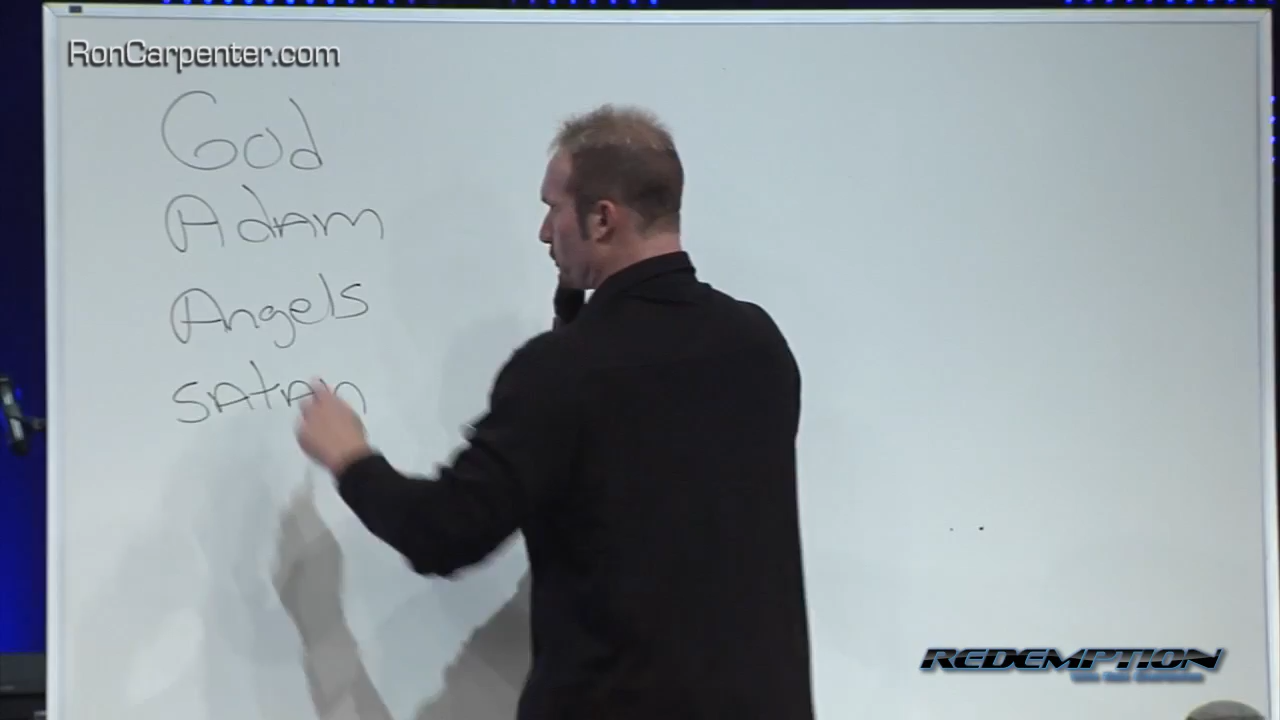 RonCarpenter.com
God
Adam
Angels
satan
REDEMPTION